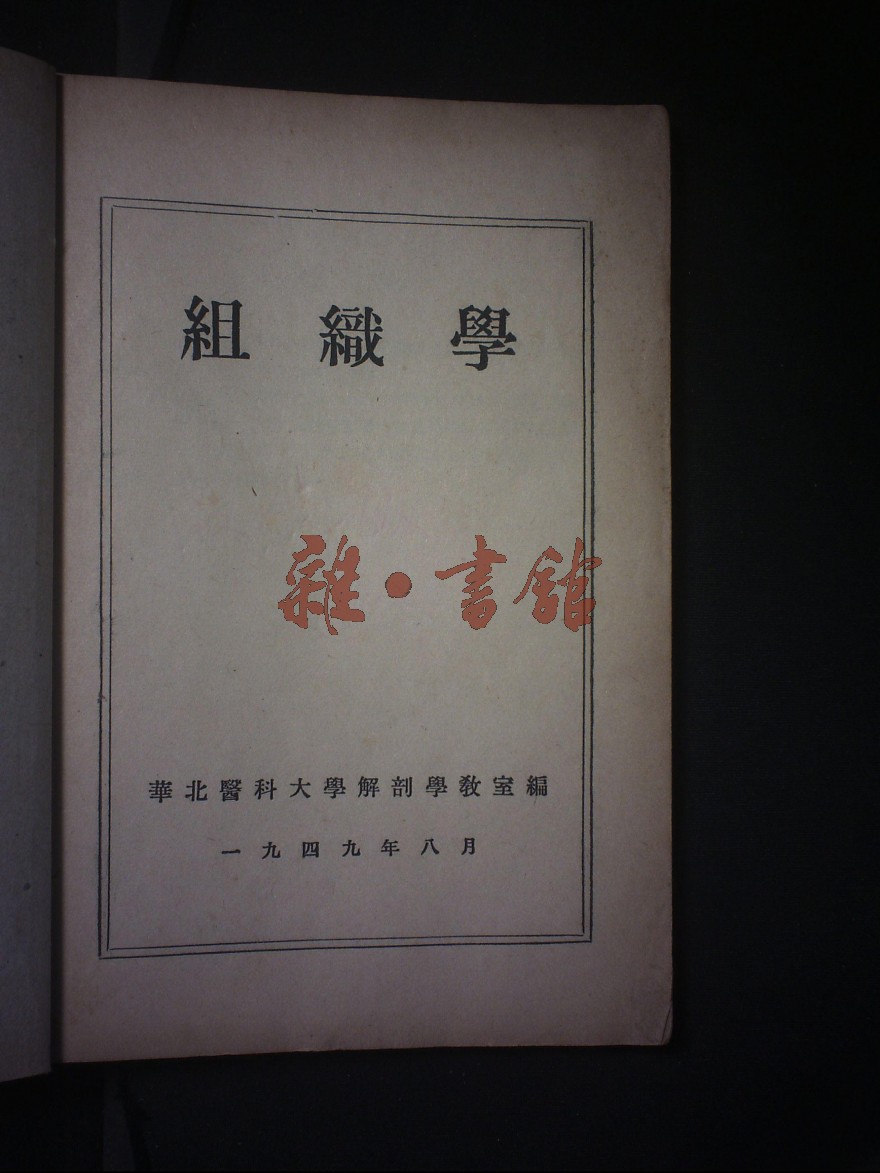 組織學
雜·書館
華北醫科大學解剖學教室編
一九四九年八月